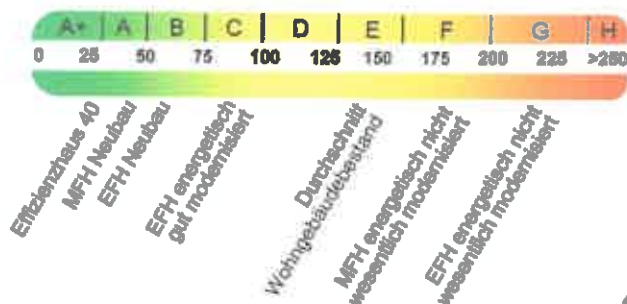 A+ A B C D E F G H
0 25 50 75 100 125 150 175 200 225 >250
Effizienzhaus 40
MFH Neubau
EFH Neubau
EFH energetisch
gut modernisiert
Durchschnitt
Wohngebäudebestand
MFH energetisch nicht
wesentlich modernisiert
EFH energetisch nicht
wesentlich modernisiert